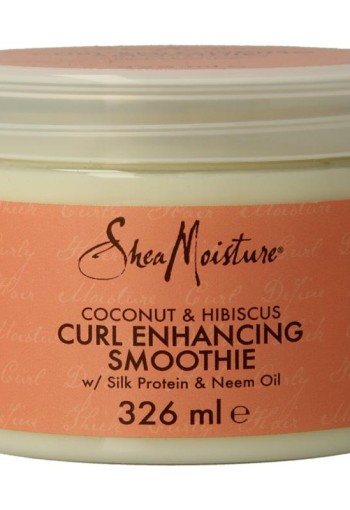 SheaMoisture®
COCONUT & HIBISCUS
CURL ENHANCING
SMOOTHIE
w/ Silk Protein & Neem Oil
326 ml e